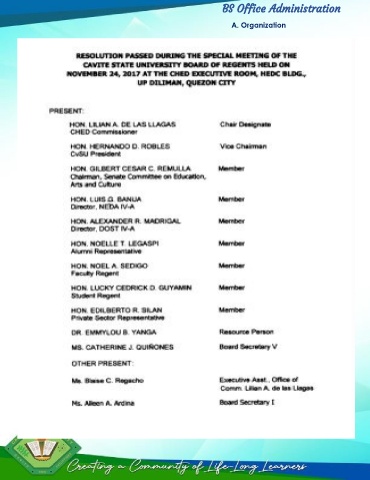 BS Office Administration
A. Organization
RESOLUTION PASSED DURING THE SPECIAL MEETING OF THE
CAVITE STATE UNIVERSITY BOARD OF REGENTS HELD ON
NOVEMBER 24, 2017 AT THE CHED EXECUTIVE ROOM, HEDC BLDG.,
UP DILIMAN, QUEZON CITY
PRESENT:
HON. LILIAN A. DE LAS LLAGAS Chair Designate
CHED Commissioner
HON. HERNANDO D. ROBLES Vice Chairman
CvSU President
HON. GILBERT CESAR C. REMULLA Member
Chairman, Senate Committee on Education,
Arts and Culture
HON. LUIS G. BANUA Member
Director, NEDA IV-A
HON. ALEXANDER R. MADRIGAL Member
Director, DOST IV-A
HON. NOELLE T. LEGASPI Member
Alumni Representative
HON. NOEL A. SEDIGO Member
Faculty Regent
HON. LUCKY CEDRICK D. GUYAMIN Member
Student Regent
HON. EDILBERTO R. SILAN Member
Private Sector Representative
DR. EMMYLOU B. YANGA Resource Person
MS. CATHERINE J. QUIÑONES Board Secretary V
OTHER PRESENT:
Ms. Blaise C. Regacho Executive Asst., Office of
Comm. Lilian A. de las Llagas
Ms. Aileen A. Ardina Board Secretary I
Creating a Community of Life-Long Learners